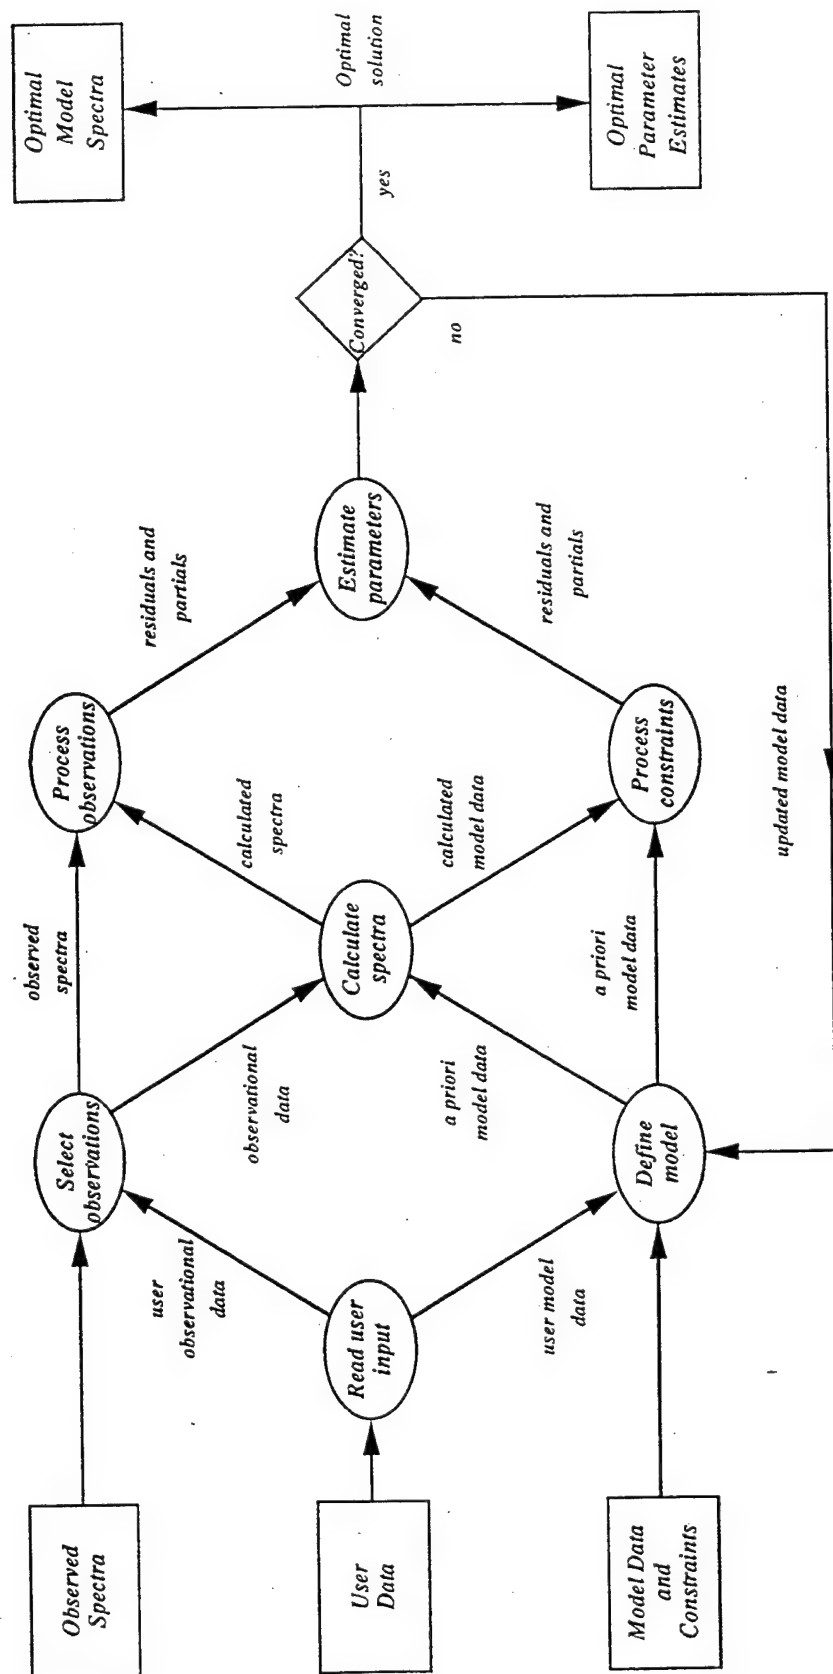 Observed
Spectra
User
Data
Model Data
and
Constraints
Read user
input
user
observational
data
user model
data
Select
observations
Define
model
observed
spectra
observational
data
a priori
model data
a priori
model data
Calculate
spectra
calculated
spectra
calculated
model data
Process
observations
Process
constraints
residuals and
partials
residuals and
partials
Estimate
parameters
Converged?
yes
no
updated model data
Optimal
solution
Optimal
Model
Spectra
Optimal
Parameter
Estimates